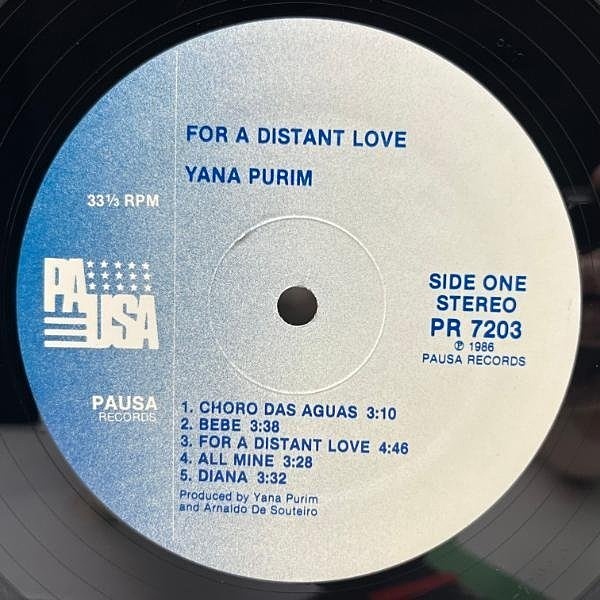 FOR A DISTANT LOVE
YANA PURIM
33⅓ RPM
PAUSA
SIDE ONE
STEREO
PR 7203
℗ 1986
PAUSA RECORDS
PAUSA
RECORDS
1. CHORO DAS AGUAS 3:10
2. BEBE 3:38
3. FOR A DISTANT LOVE 4:46
4. ALL MINE 3:28
5. DIANA 3:32
Produced by Yana Purim
and Arnaldo De Souteiro